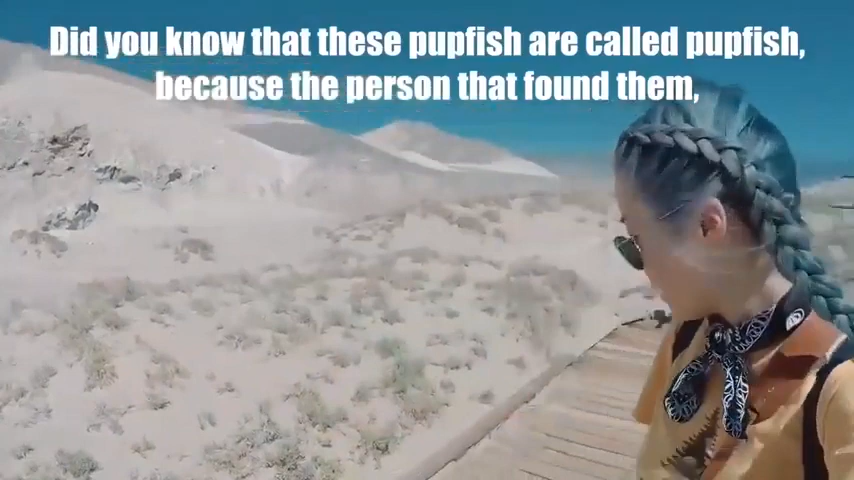 Did you know that these pupfish are called pupfish,
because the person that found them,